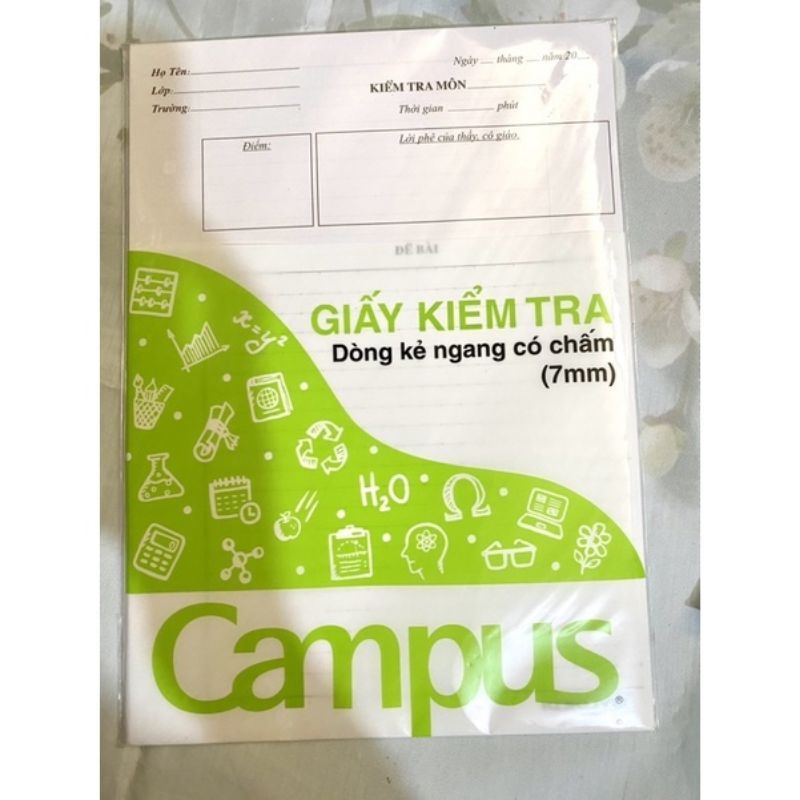 Ngày ___ tháng ___ năm 20___
Họ Tên:
Lớp:
KIỂM TRA MÔN
Trường:
Thời gian ________ phút
Điểm:
Lời phê của thầy, cô giáo.
ĐỀ BÀI
GIẤY KIỂM TRA
Dòng kẻ ngang có chấm
(7mm)
x=y²
H₂O
Campus®